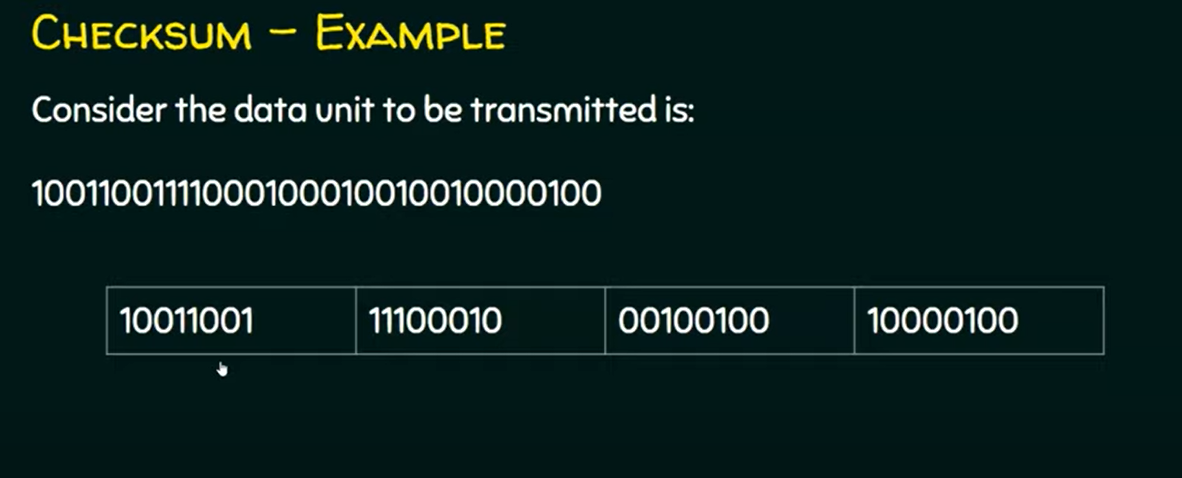 CHECKSUM – EXAMPLE
Consider the data unit to be transmitted is:
10011001111000100010010010000100
10011001 11100010 00100100 10000100